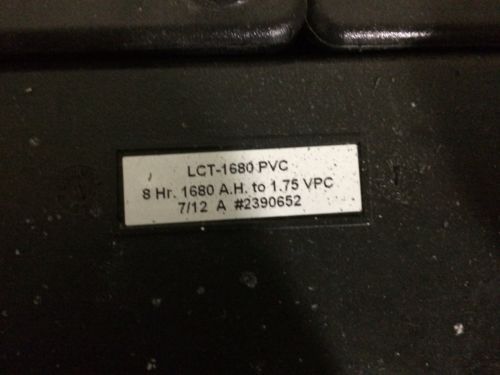 LCT-1680 PVC
8 Hr. 1680 A.H. to 1.75 VPC
7/12 A #2390652